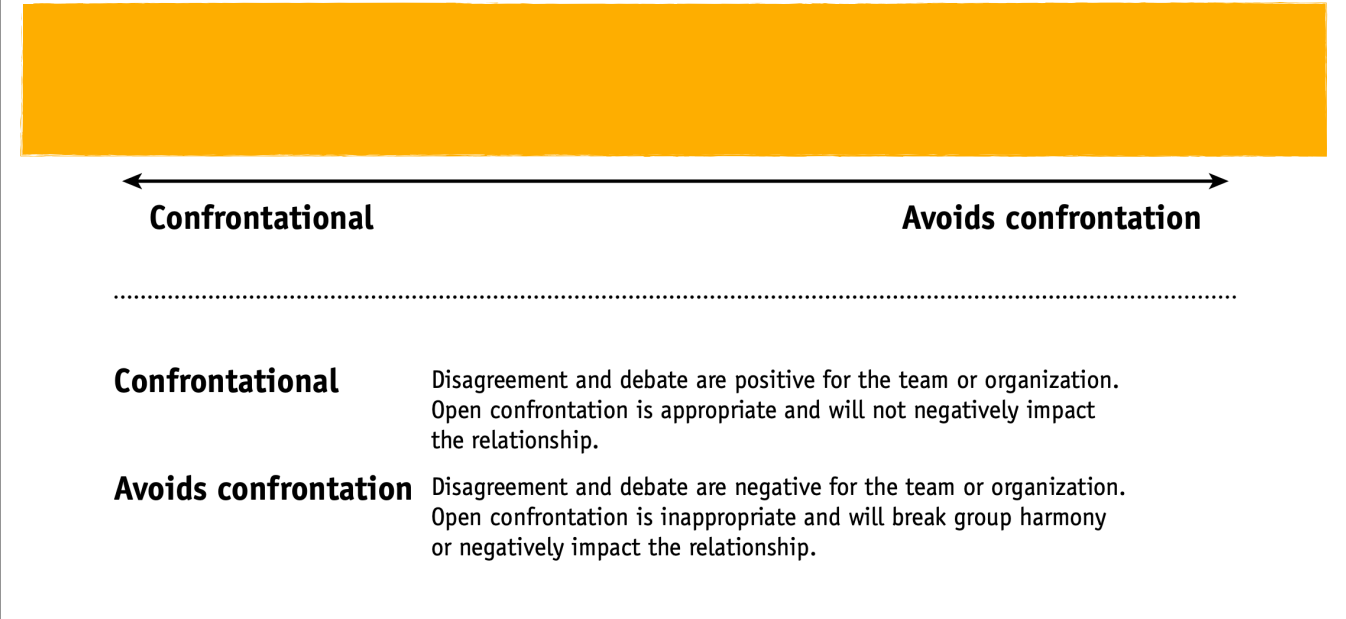 Confrontational
Avoids confrontation
Confrontational
Disagreement and debate are positive for the team or organization.
Open confrontation is appropriate and will not negatively impact
the relationship.
Avoids confrontation
Disagreement and debate are negative for the team or organization.
Open confrontation is inappropriate and will break group harmony
or negatively impact the relationship.